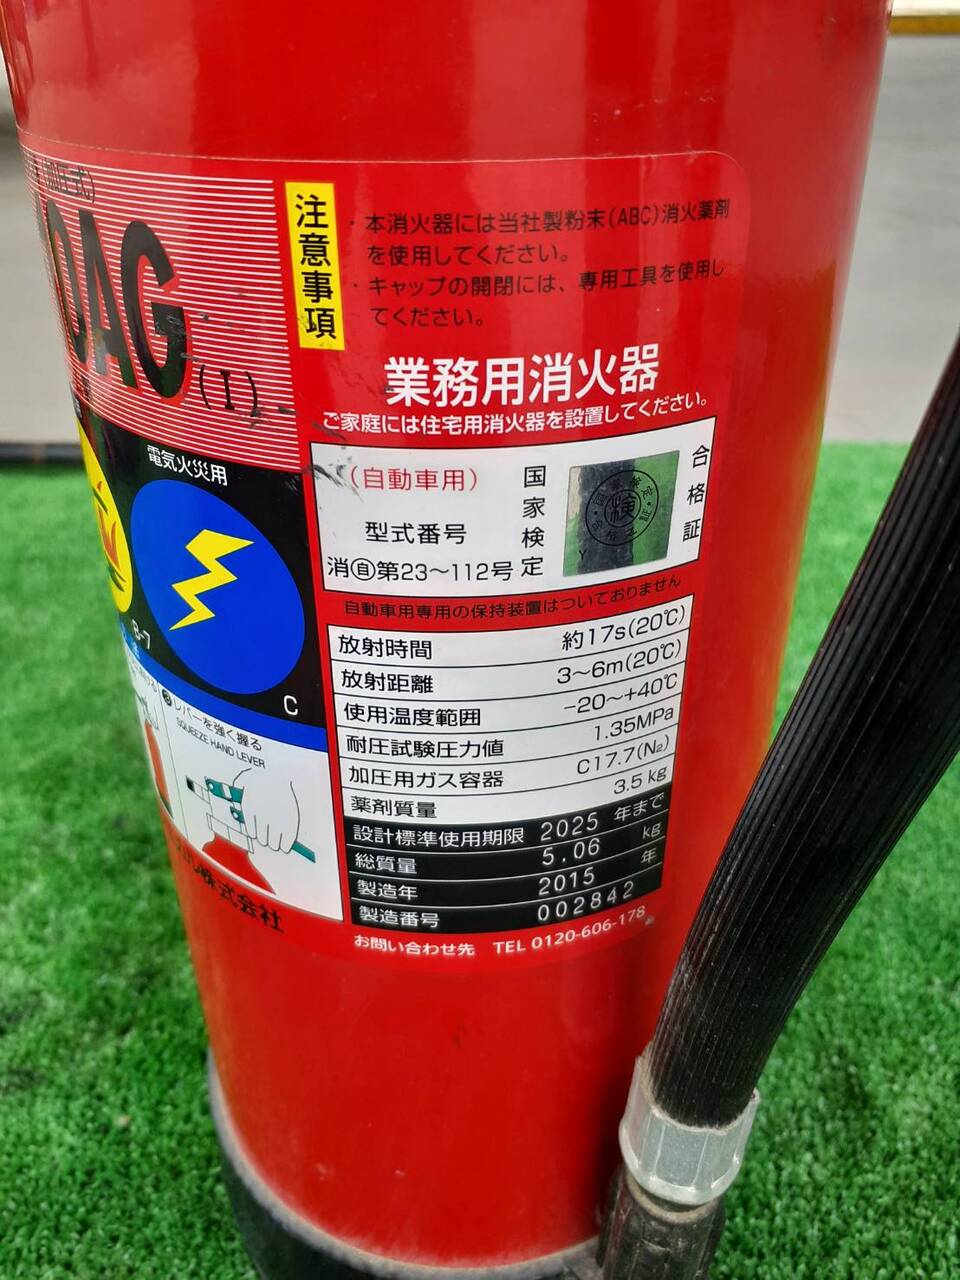 (加圧式)
DAG
(I)
注意事項
・本消火器には当社製粉末(ABC)消火薬剤
を使用してください。
・キャップの開閉には、専用工具を使用し
てください。
業務用消火器
ご家庭には住宅用消火器を設置してください。
(自動車用)
型式番号
消自第23~112号
国家検定
検
Y
合格証
自動車用専用の保持装置はついておりません
放射時間 約17s(20℃)
放射距離 3~6m(20℃)
使用温度範囲 -20~+40℃
耐圧試験圧力値 1.35MPa
加圧用ガス容器 C17.7(N₂)
薬剤質量 3.5 kg
設計標準使用期限 2025 年まで
総質量 5.06 kg
製造年 2015 年
製造番号 002842
お問い合わせ先 TEL 0120-606-178
電気火災用
B-7
C
③レバーを強く握る
SQUEEZE HAND LEVER
株式会社